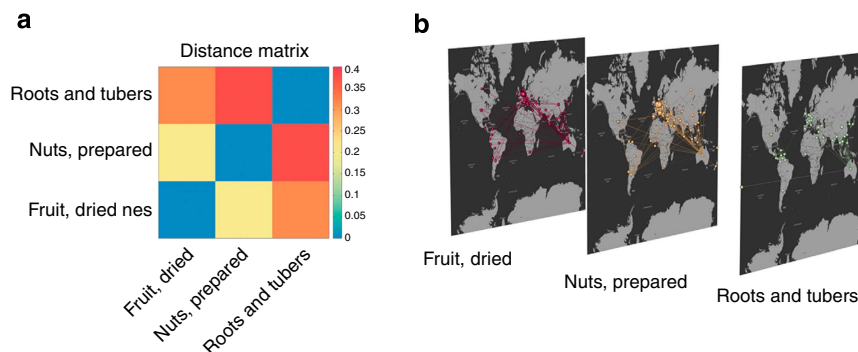 a
Distance matrix
Roots and tubers
Nuts, prepared
Fruit, dried nes
0.4
0.35
0.3
0.25
0.2
0.15
0.1
0.05
0
Fruit, dried
Nuts, prepared
Roots and tubers
b
Fruit, dried
Nuts, prepared
Roots and tubers